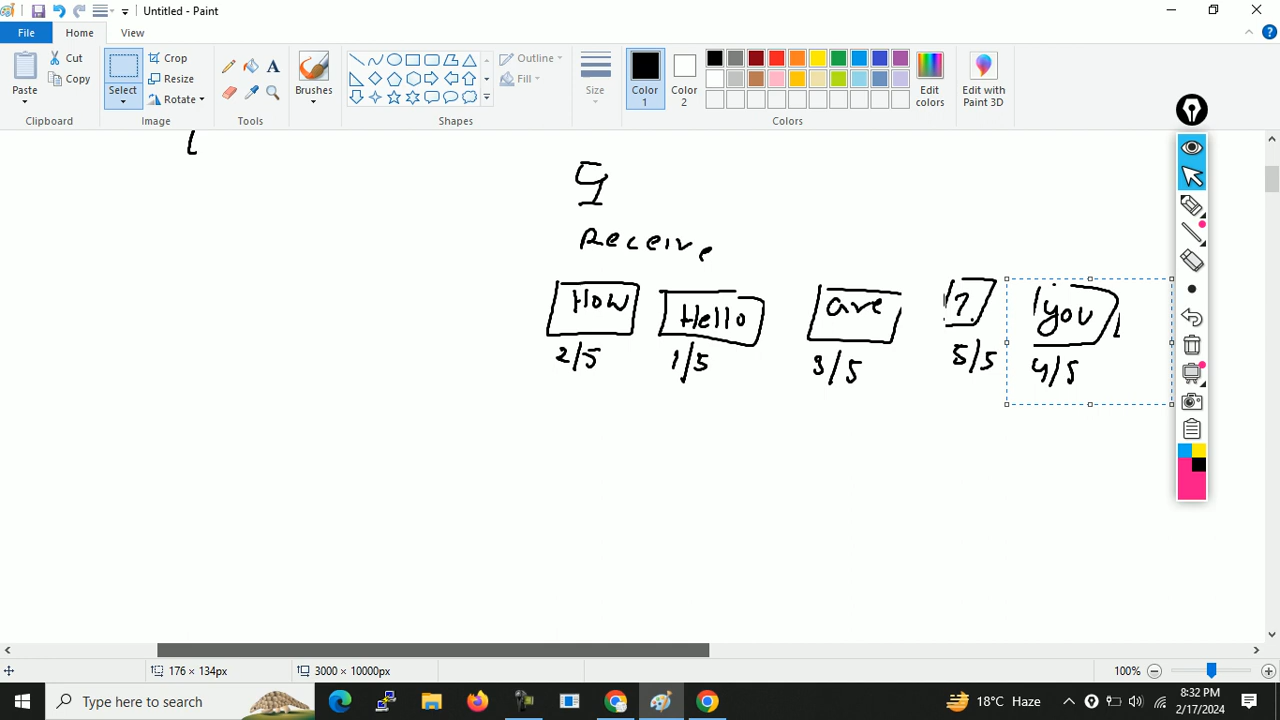 Untitled - Paint
File Home View
Paste
Cut
Copy
Clipboard
Select
Crop
Resize
Rotate
Image
A
Tools
Brushes
Outline
Fill
Shapes
Size
Color 1
Color 2
Edit colors
Colors
Edit with Paint 3D
Receive
How Hello are ? you
2/5 1/5 3/5 5/5 4/5
176 × 134px 3000 × 10000px 100%
Type here to search
18°C Haze
8:32 PM
2/17/2024